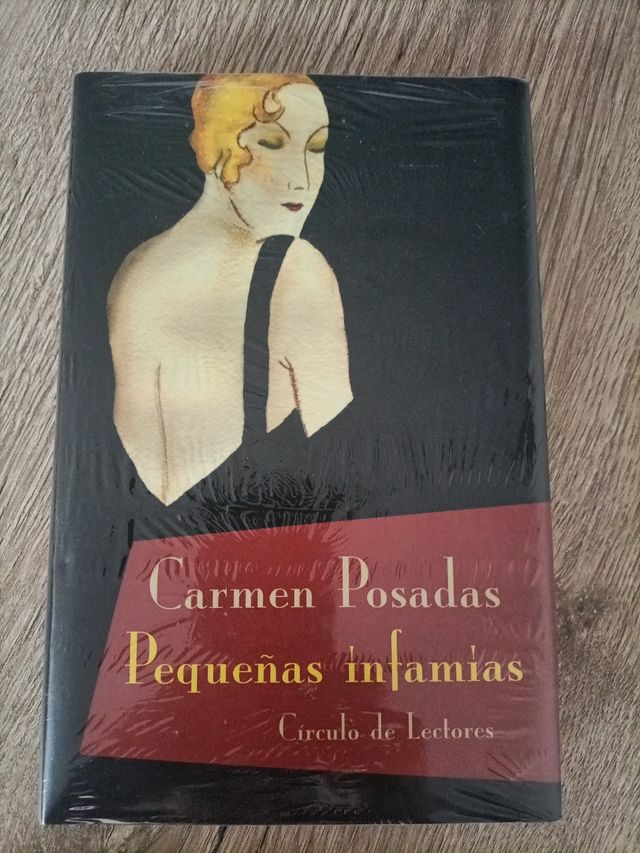 Carmen Posadas
Pequeñas infamias
Círculo de Lectores